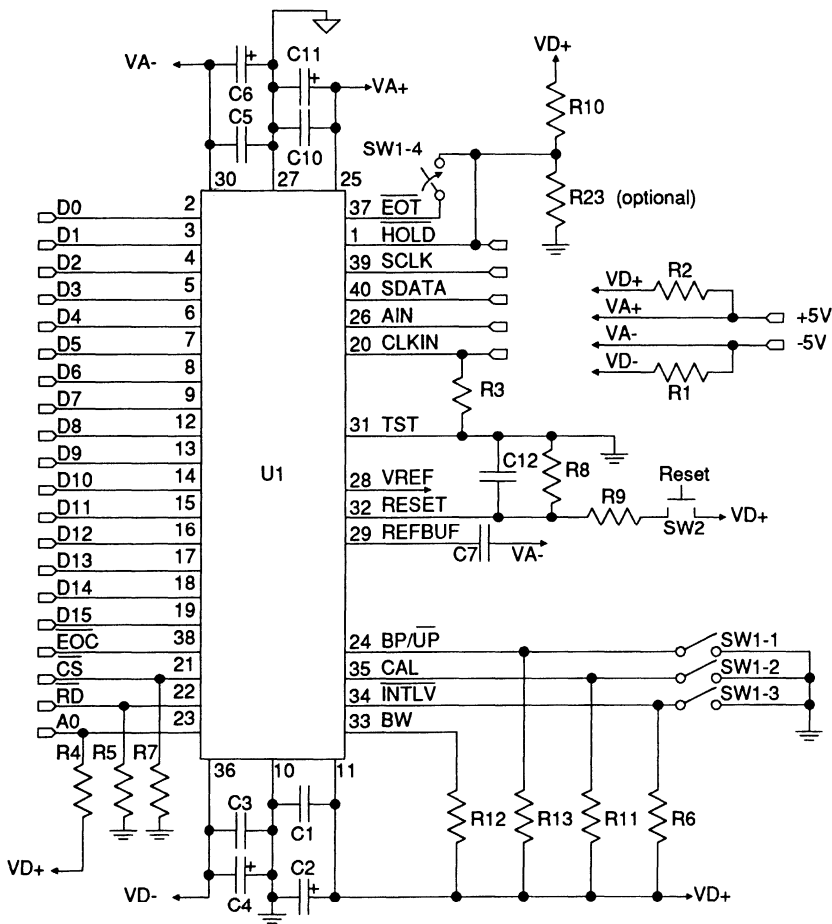 VA-
C6
C5
C11
C10
VA+
VD+
R10
R23 (optional)
SW1-4
30
27
25
D0 2
D1 3
D2 4
D3 5
D4 6
D5 7
D6 8
D7 9
D8 12
D9 13
D10 14
D11 15
D12 16
D13 17
D14 18
D15 19
EOC 38
CS 21
RD 22
A0 23
U1
37 EOT
1 HOLD
39 SCLK
40 SDATA
26 AIN
20 CLKIN
R3
31 TST
C12
R8
28 VREF
32 RESET
29 REFBUF
C7
VA-
R9
Reset
SW2
VD+
VD+
R2
VA+
+5V
VA-
-5V
VD-
R1
24 BP/UP
35 CAL
34 INTLV
33 BW
SW1-1
SW1-2
SW1-3
R4
R5
R7
VD+
36
10
11
C3
C1
C2
C4
VD-
R12
R13
R11
R6
VD+